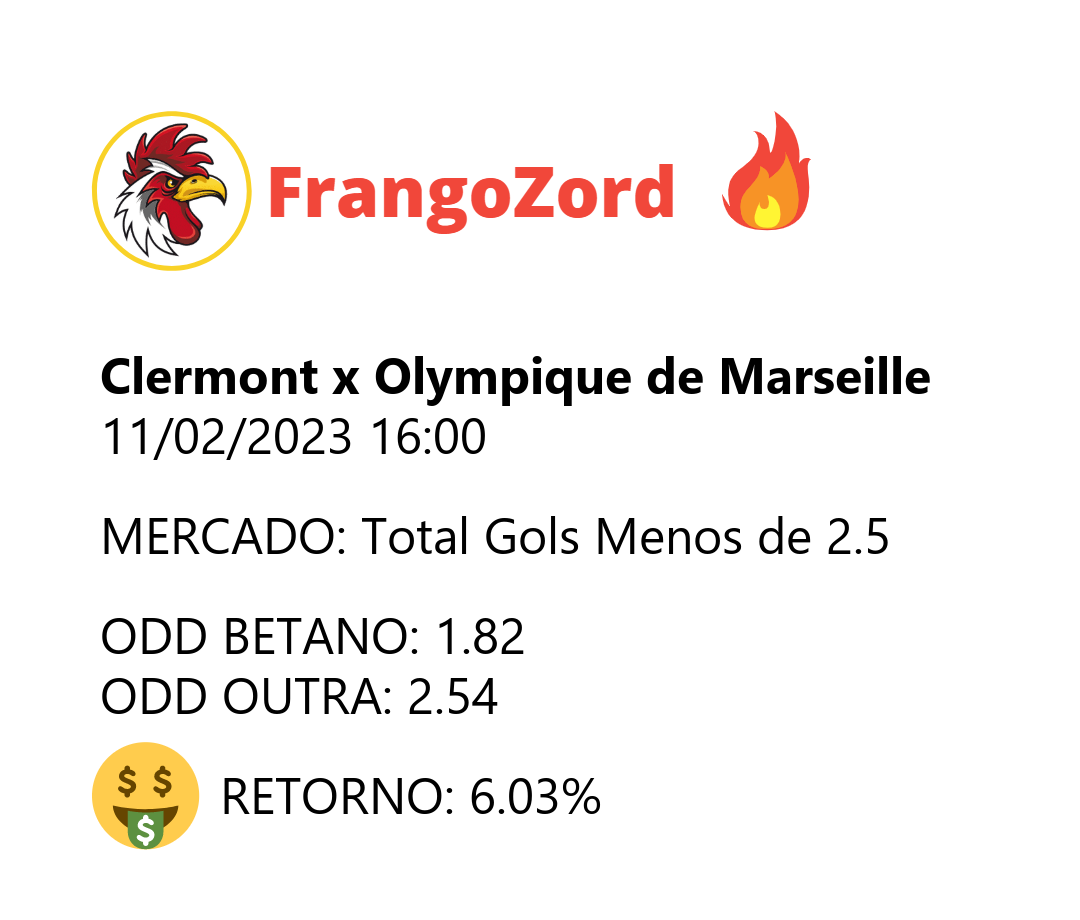 FrangoZord
Clermont x Olympique de Marseille
11/02/2023 16:00
MERCADO: Total Gols Menos de 2.5
ODD BETANO: 1.82
ODD OUTRA: 2.54
RETORNO: 6.03%